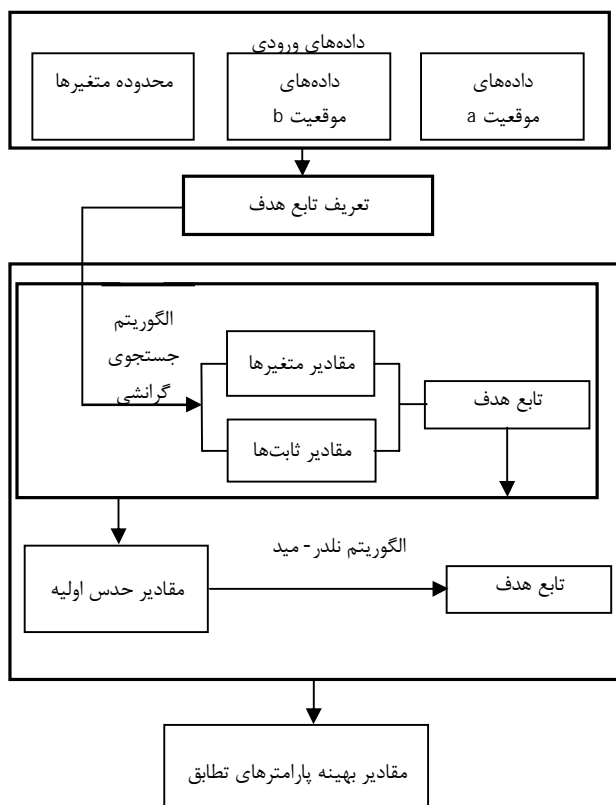 داده‌های ورودی
داده‌های
موقعیت a
داده‌های
موقعیت b
محدوده متغیرها
تعریف تابع هدف
الگوریتم
جستجوی
گرانشی
مقادیر متغیرها
مقادیر ثابت‌ها
تابع هدف
الگوریتم نلدر- مید
مقادیر حدس اولیه
تابع هدف
مقادیر بهینه پارامترهای تطابق